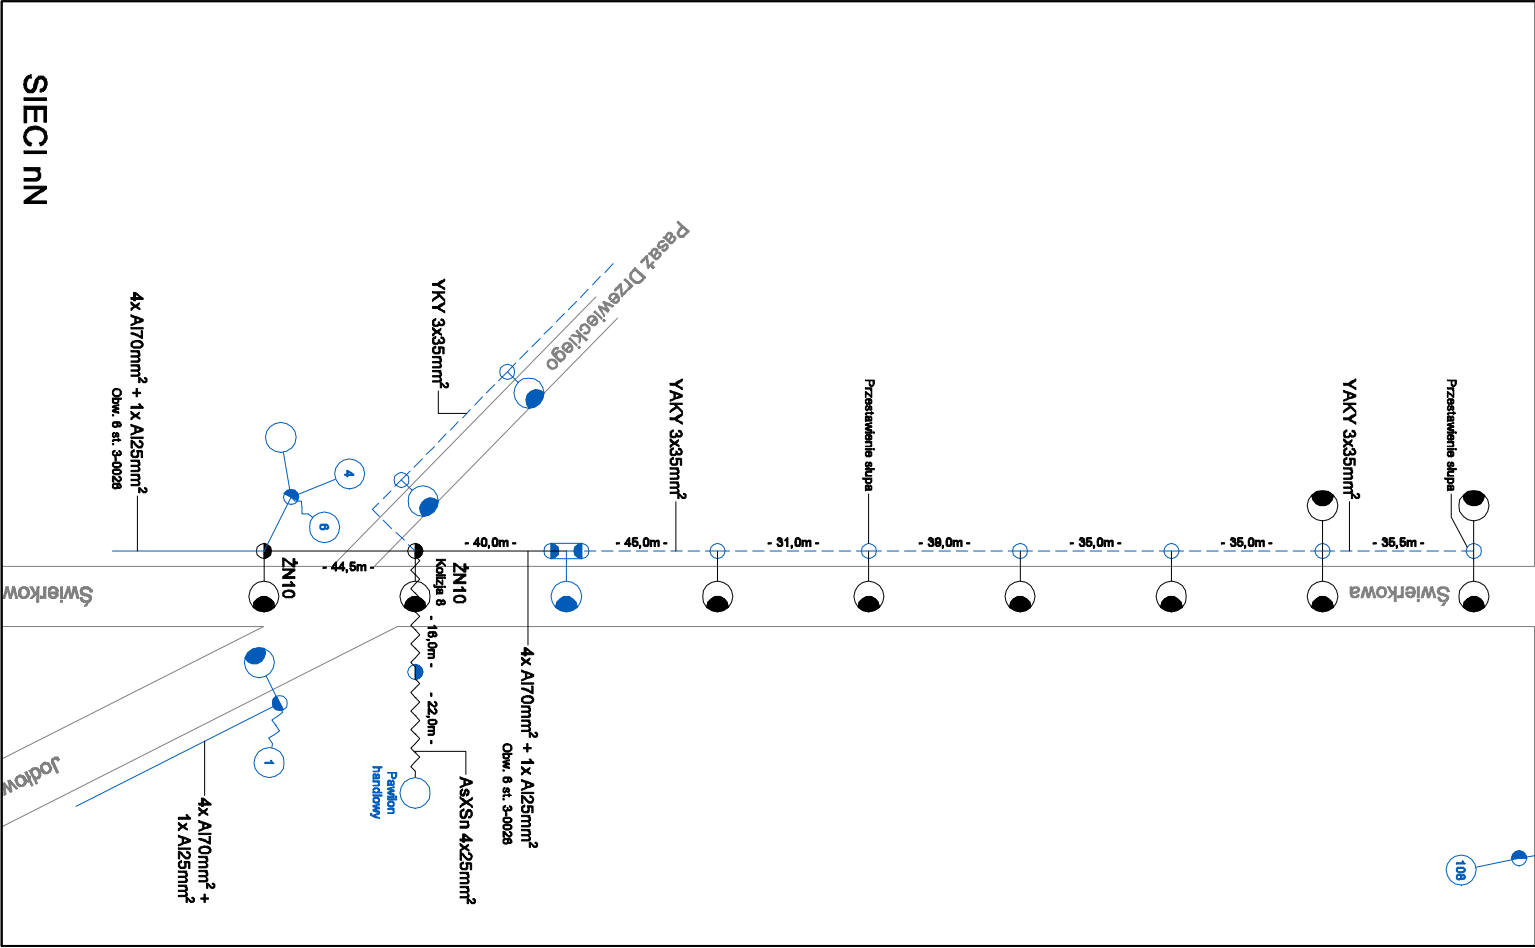 SIECI nN
Pasaż Drzewieckiego
YKY 3x35mm²
4x Al70mm² + 1x Al25mm²
Obw. 6 st. 3-0026
YAKY 3x35mm²
Przestawienie słupa
YAKY 3x35mm²
Przestawienie słupa
4
6
- 40,0m -
- 45,0m -
- 31,0m -
- 39,0m -
- 35,0m -
- 35,0m -
- 35,5m -
- 44,5m -
ŻN10
ŻN10
Kolizja 8
Świerkowa
Świerkow
- 16,0m -
- 22,0m -
4x Al70mm² + 1x Al25mm²
Obw. 6 st. 3-0026
1
Jodłow
Pawilon
handlowy
AsXSn 4x25mm²
4x Al70mm² +
1x Al25mm²
108